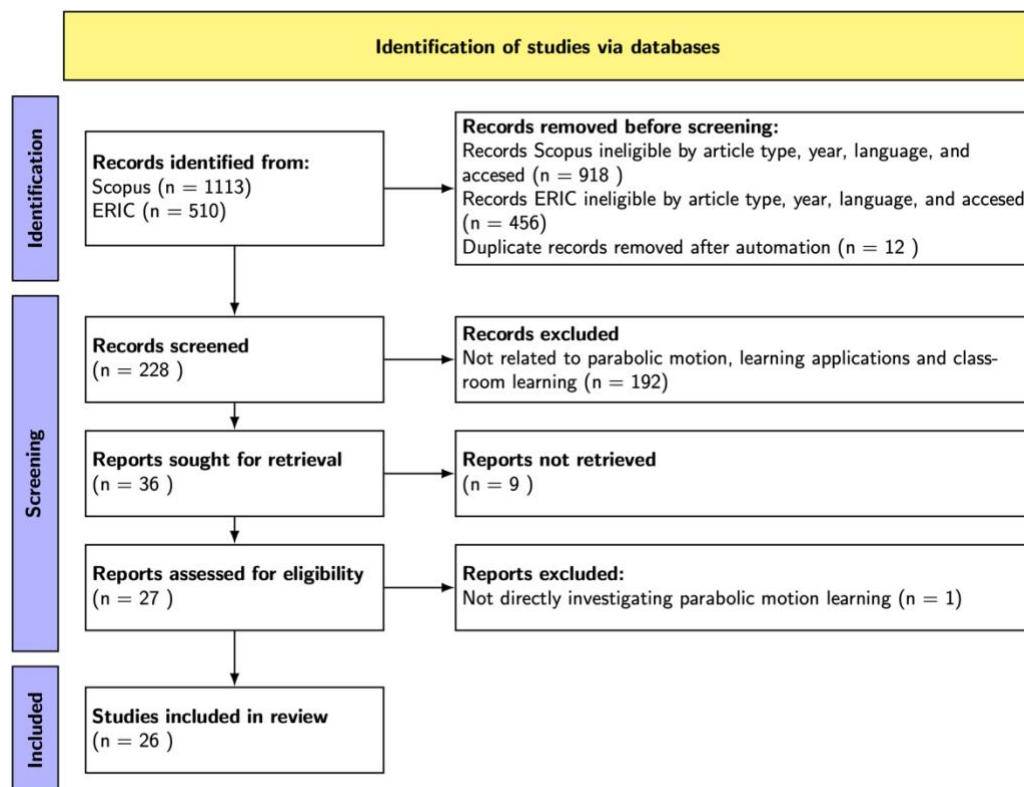 Identification of studies via databases
Identification
Records identified from:
Scopus (n = 1113)
ERIC (n = 510)
Records removed before screening:
Records Scopus ineligible by article type, year, language, and
accesed (n = 918 )
Records ERIC ineligible by article type, year, language, and accesed
(n = 456)
Duplicate records removed after automation (n = 12 )
Screening
Records screened
(n = 228 )
Records excluded
Not related to parabolic motion, learning applications and class-
room learning (n = 192)
Reports sought for retrieval
(n = 36 )
Reports not retrieved
(n = 9 )
Reports assessed for eligibility
(n = 27 )
Reports excluded:
Not directly investigating parabolic motion learning (n = 1)
Included
Studies included in review
(n = 26 )